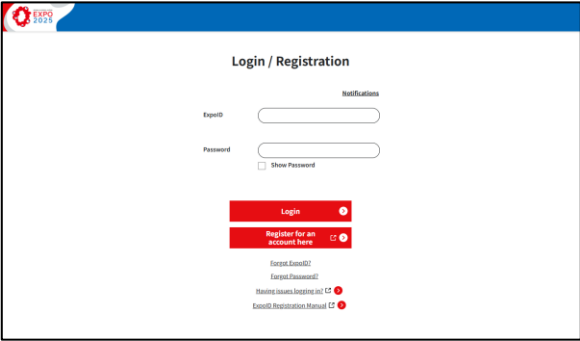 EXPO
2025
Login / Registration
Notifications
ExpoID
Password
Show Password
Login
Register for an
account here
Forgot ExpoID?
Forgot Password?
Having issues logging in?
ExpoID Registration Manual